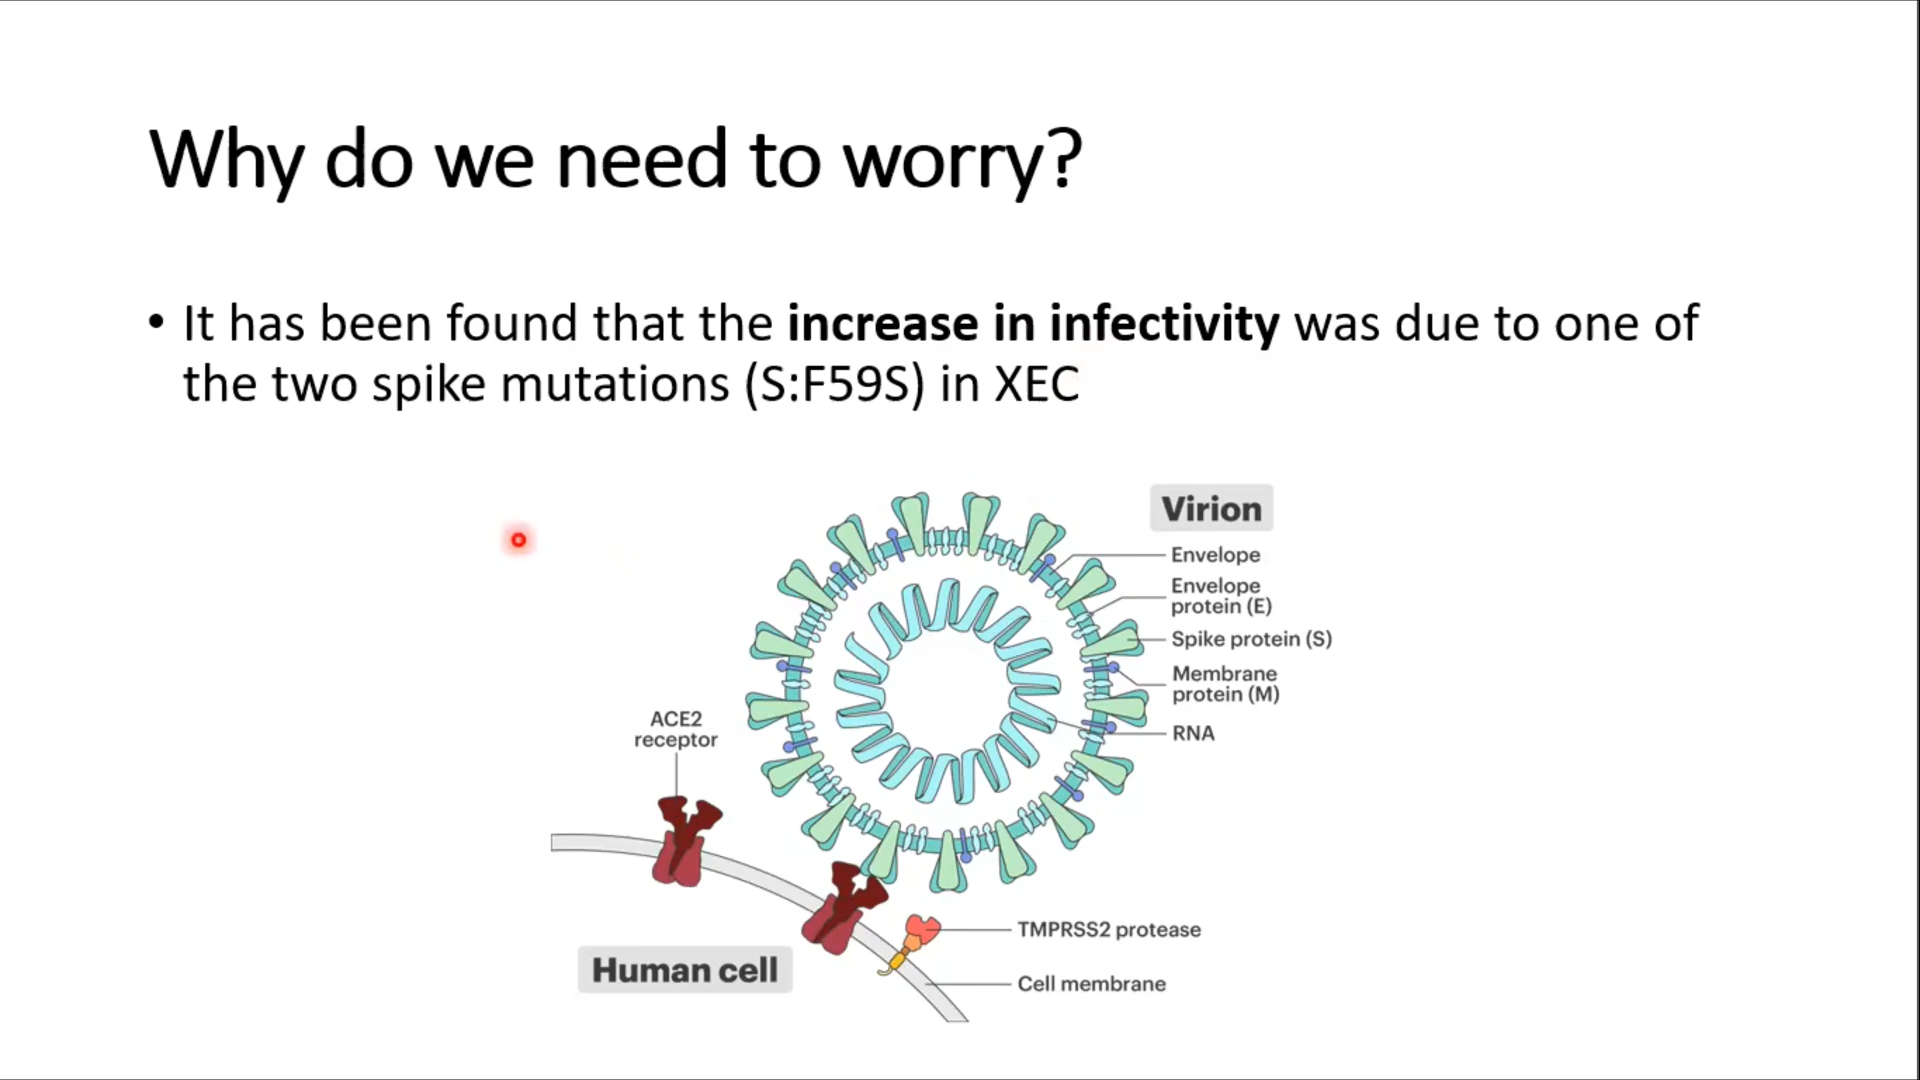 Why do we need to worry?
• It has been found that the increase in infectivity was due to one of
the two spike mutations (S:F59S) in XEC
Virion
Envelope
Envelope
protein (E)
Spike protein (S)
Membrane
protein (M)
RNA
ACE2
receptor
TMPRSS2 protease
Human cell
Cell membrane